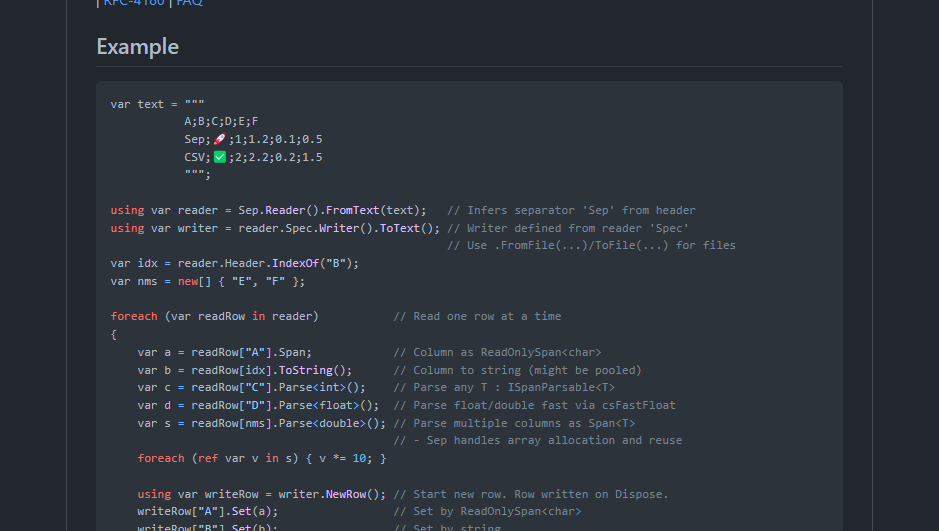 | RFC-4180 | FAQ
Example
var text = """
           A;B;C;D;E;F
           Sep;🚀;1;1.2;0.1;0.5
           CSV;✅;2;2.2;0.2;1.5
           """;
using var reader = Sep.Reader().FromText(text);   // Infers separator 'Sep' from header
using var writer = reader.Spec.Writer().ToText(); // Writer defined from reader 'Spec'
                                                  // Use .FromFile(...)/ToFile(...) for files
var idx = reader.Header.IndexOf("B");
var nms = new[] { "E", "F" };
foreach (var readRow in reader)           // Read one row at a time
{
    var a = readRow["A"].Span;            // Column as ReadOnlySpan<char>
    var b = readRow[idx].ToString();      // Column to string (might be pooled)
    var c = readRow["C"].Parse<int>();    // Parse any T : ISpanParsable<T>
    var d = readRow["D"].Parse<float>();  // Parse float/double fast via csFastFloat
    var s = readRow[nms].Parse<double>(); // Parse multiple columns as Span<T>
                                          // - Sep handles array allocation and reuse
    foreach (ref var v in s) { v *= 10; }
    using var writeRow = writer.NewRow(); // Start new row. Row written on Dispose.
    writeRow["A"].Set(a);                 // Set by ReadOnlySpan<char>
    writeRow["B"].Set(b);                 // Set by string